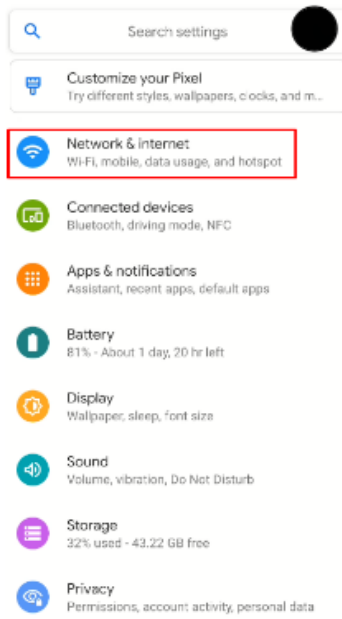 Search settings
Customize your Pixel
Try different styles, wallpapers, clocks, and m...
Network & internet
Wi-Fi, mobile, data usage, and hotspot
Connected devices
Bluetooth, driving mode, NFC
Apps & notifications
Assistant, recent apps, default apps
Battery
81% - About 1 day, 20 hr left
Display
Wallpaper, sleep, font size
Sound
Volume, vibration, Do Not Disturb
Storage
32% used - 43.22 GB free
Privacy
Permissions, account activity, personal data